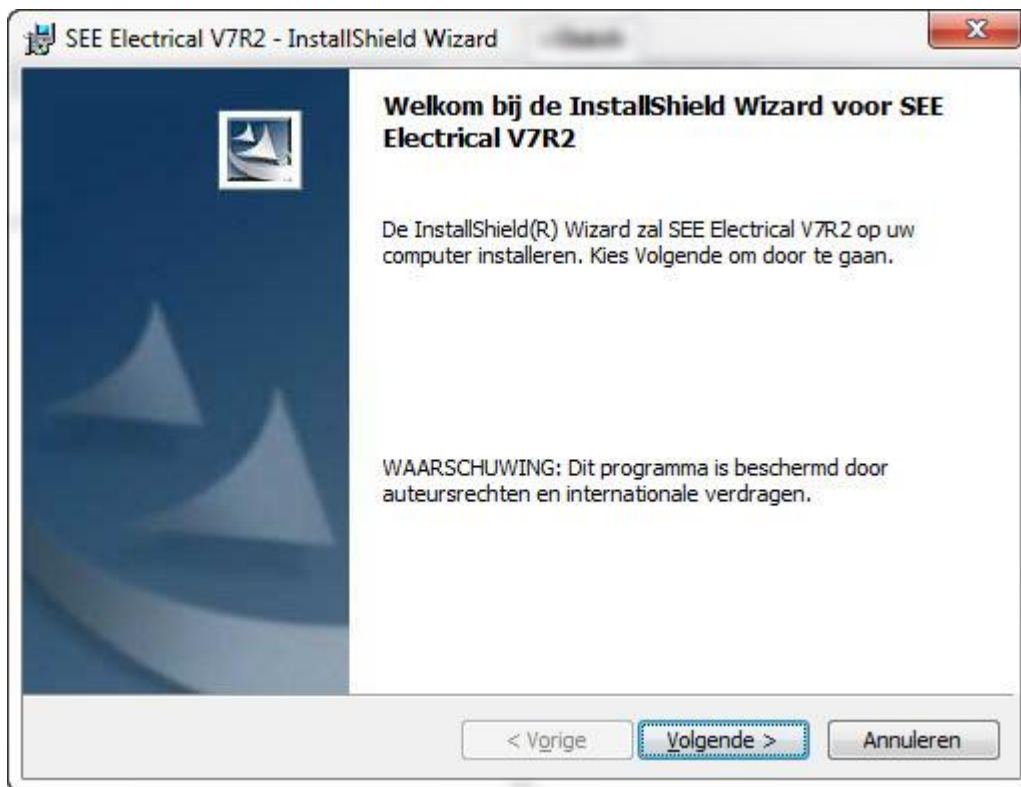 SEE Electrical V7R2 - InstallShield Wizard
Welkom bij de InstallShield Wizard voor SEE
Electrical V7R2
De InstallShield(R) Wizard zal SEE Electrical V7R2 op uw
computer installeren. Kies Volgende om door te gaan.
WAARSCHUWING: Dit programma is beschermd door
auteursrechten en internationale verdragen.
< Vorige Volgende > Annuleren